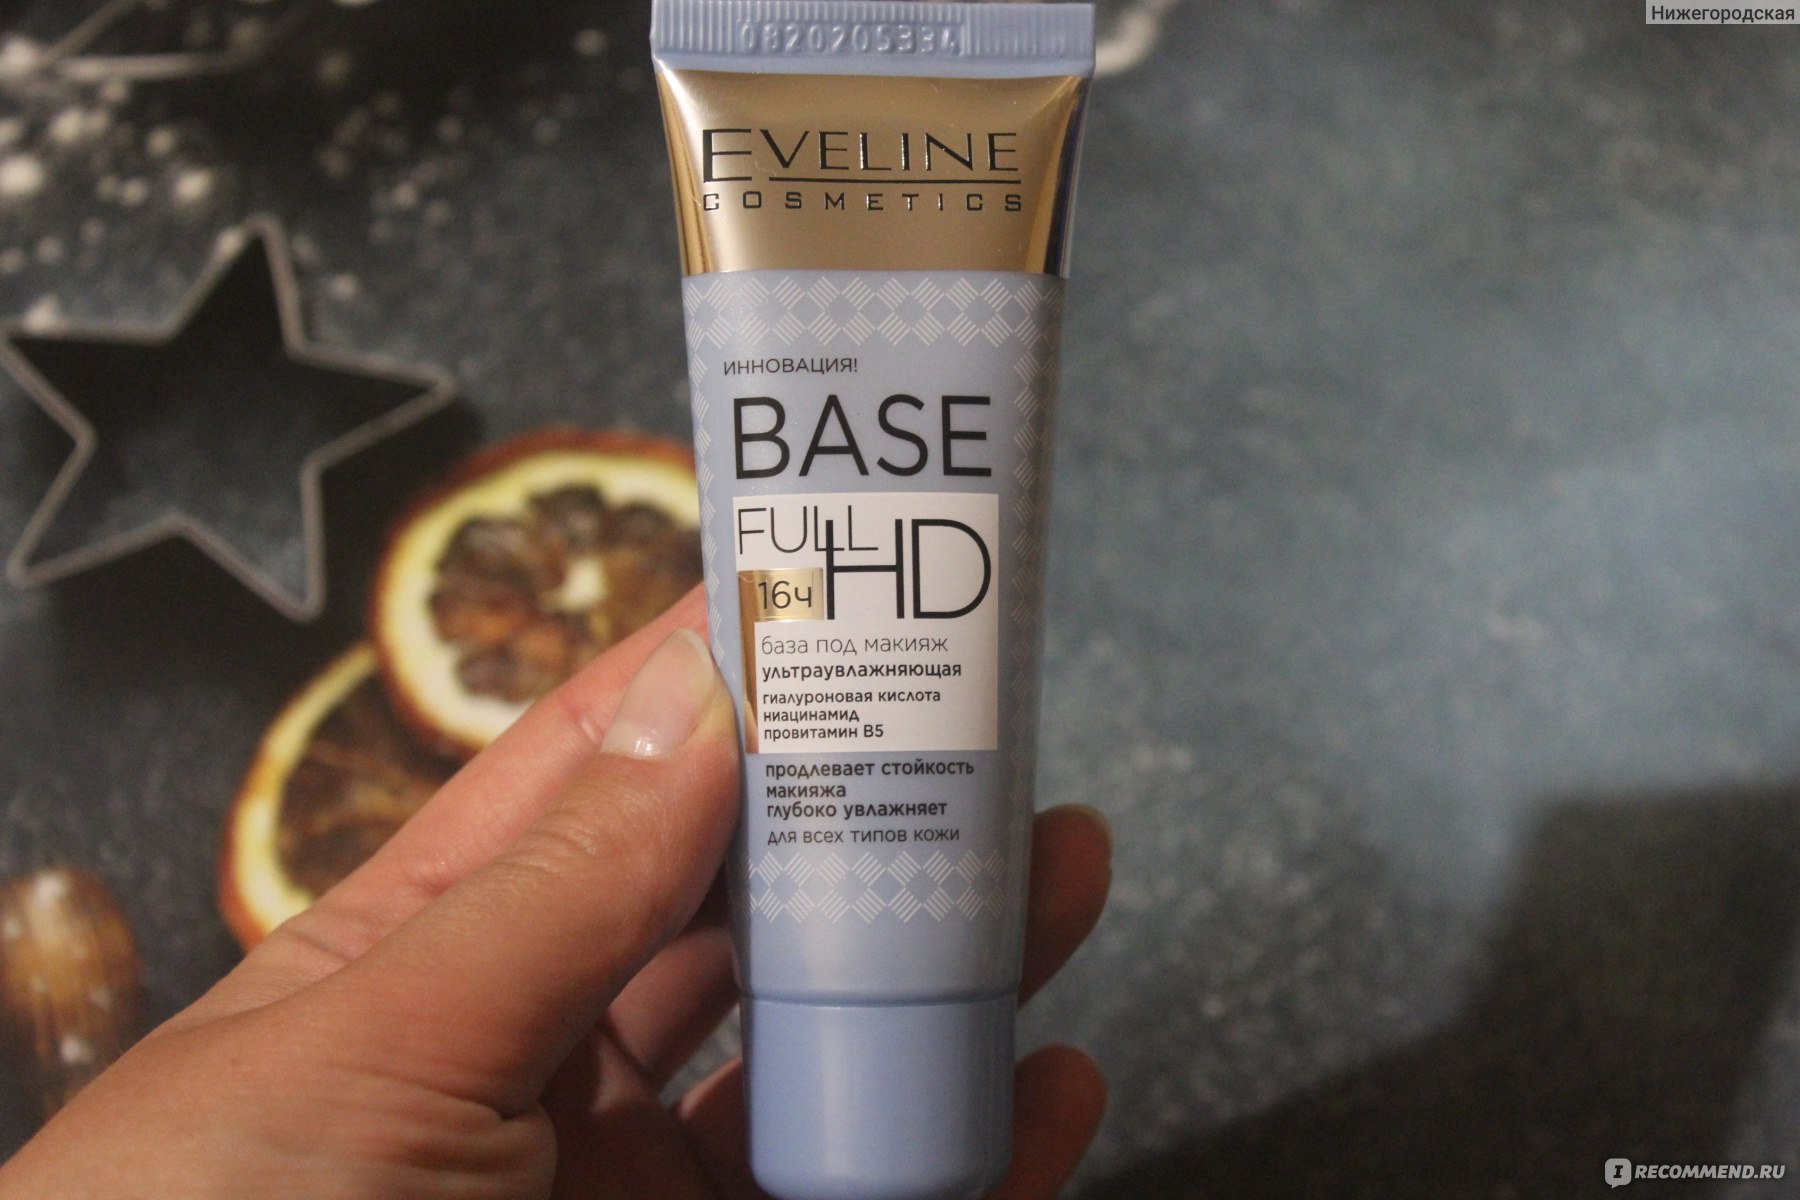 Нижегородская
0820205334
EVELINE
COSMETICS
ИННОВАЦИЯ!
BASE
FULL HD
16ч
база под макияж
ультраувлажняющая
гиалуроновая кислота
ниацинамид
провитамин B5
продлевает стойкость
макияжа
глубоко увлажняет
для всех типов кожи
IRECOMMEND.RU